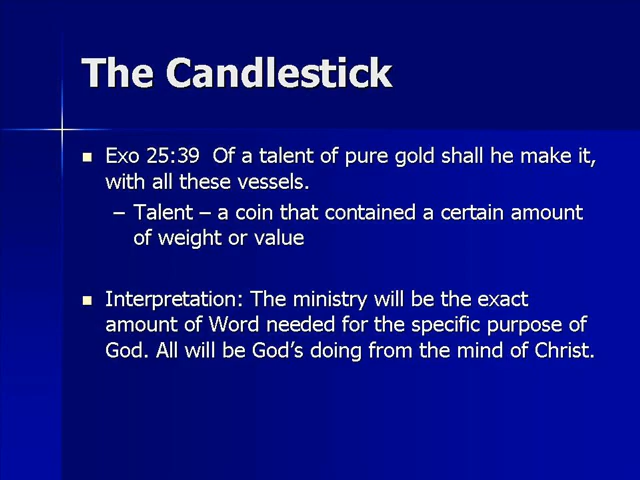 The Candlestick
Exo 25:39  Of a talent of pure gold shall he make it,
with all these vessels.
– Talent – a coin that contained a certain amount
of weight or value
Interpretation: The ministry will be the exact
amount of Word needed for the specific purpose of
God. All will be God’s doing from the mind of Christ.